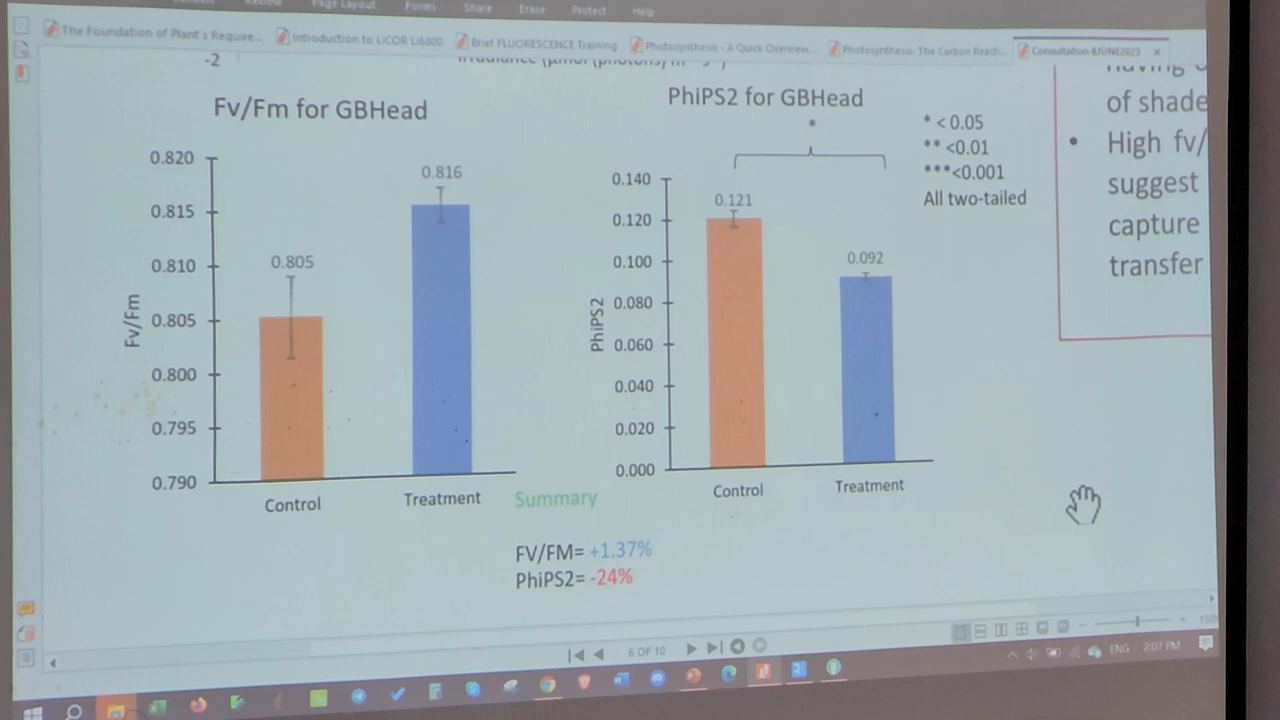 Page Layout Forms Share Erase Protect Help
The Foundation of Plant's Require... Introduction to LiCOR Li6800 Brief FLUORESCENCE Training Photosynthesis - A Quick Overview... Photosynthesis: The Carbon Reacti... Consultation 8JUNE2023 ×
-2
Fv/Fm for GBHead
0.820
0.815
0.810
0.805
0.800
0.795
0.790
Fv/Fm
0.805
0.816
Control Treatment
PhiPS2 for GBHead
*
0.140
0.120
0.100
0.080
0.060
0.040
0.020
0.000
PhiPS2
0.121
0.092
Control Treatment
* < 0.05
** <0.01
***<0.001
All two-tailed
of shade
• High fv/
suggest
capture
transfer
Summary
FV/FM= +1.37%
PhiPS2= -24%
6 OF 10
ENG 2:07 PM